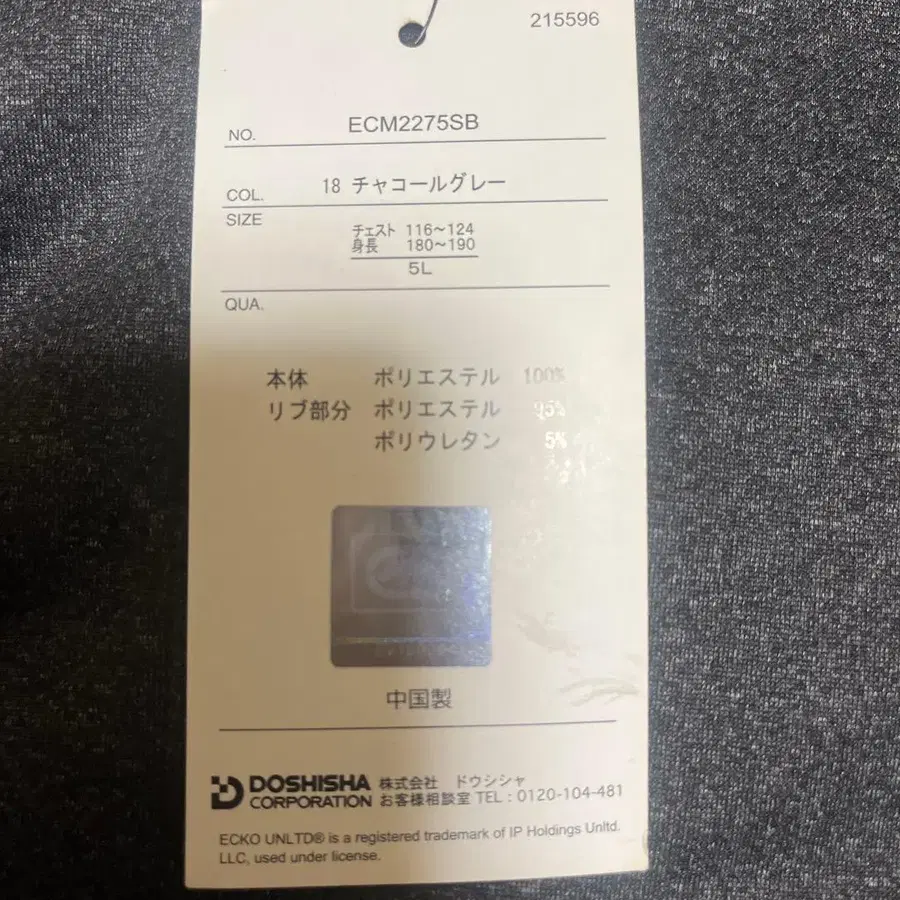 215596
NO. ECM2275SB
COL. 18 チャコールグレー
SIZE
チェスト 116～124
身長 180～190
5L
QUA.
本体 ポリエステル 100%
リブ部分 ポリエステル 95%
ポリウレタン 5%
中国製
DOSHISHA CORPORATION
株式会社 ドウシシャ
お客様相談室 TEL : 0120-104-481
ECKO UNLTD® is a registered trademark of IP Holdings Unltd.
LLC, used under license.